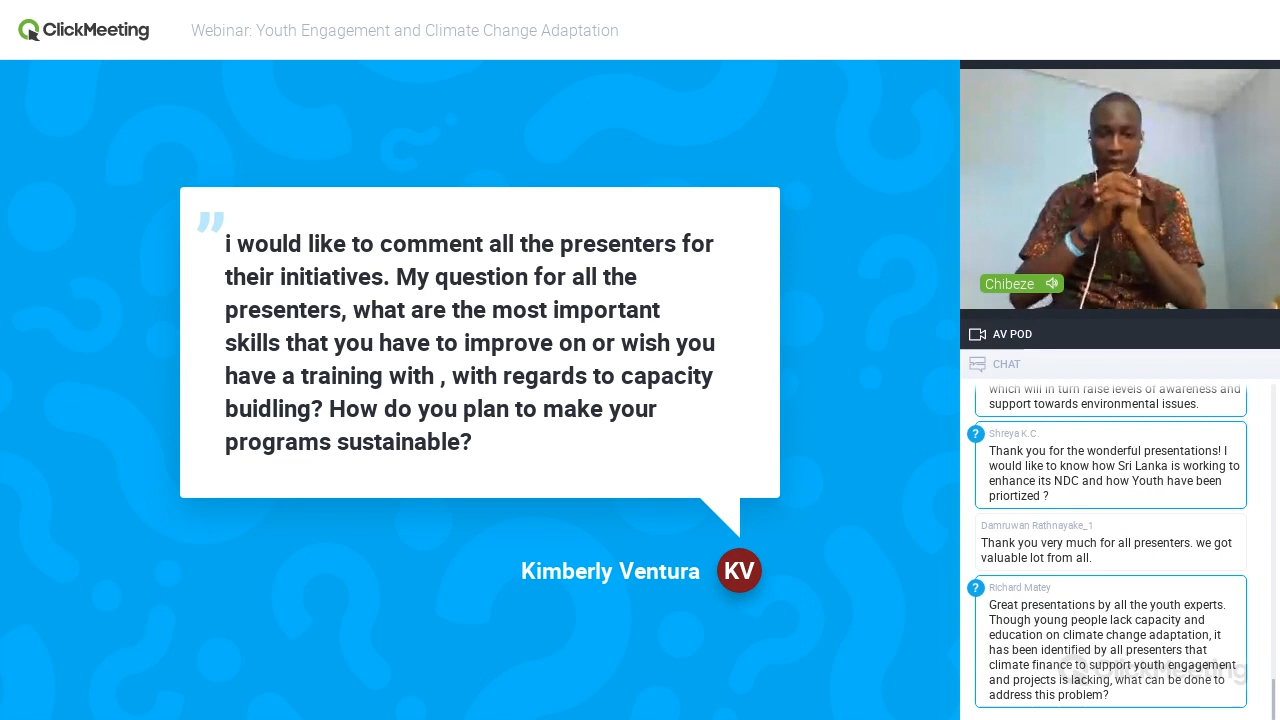 ClickMeeting
Webinar: Youth Engagement and Climate Change Adaptation
”
i would like to comment all the presenters for
their initiatives. My question for all the
presenters, what are the most important
skills that you have to improve on or wish you
have a training with , with regards to capacity
buidling? How do you plan to make your
programs sustainable?
Kimberly Ventura
KV
Chibeze
AV POD
CHAT
which will in turn raise levels of awareness and
support towards environmental issues.
?
Shreya K.C.
Thank you for the wonderful presentations! I
would like to know how Sri Lanka is working to
enhance its NDC and how Youth have been
priortized ?
Damruwan Rathnayake_1
Thank you very much for all presenters. we got
valuable lot from all.
?
Richard Matey
Great presentations by all the youth experts.
Though young people lack capacity and
education on climate change adaptation, it
has been identified by all presenters that
climate finance to support youth engagement
and projects is lacking, what can be done to
address this problem?
ClickMeeting